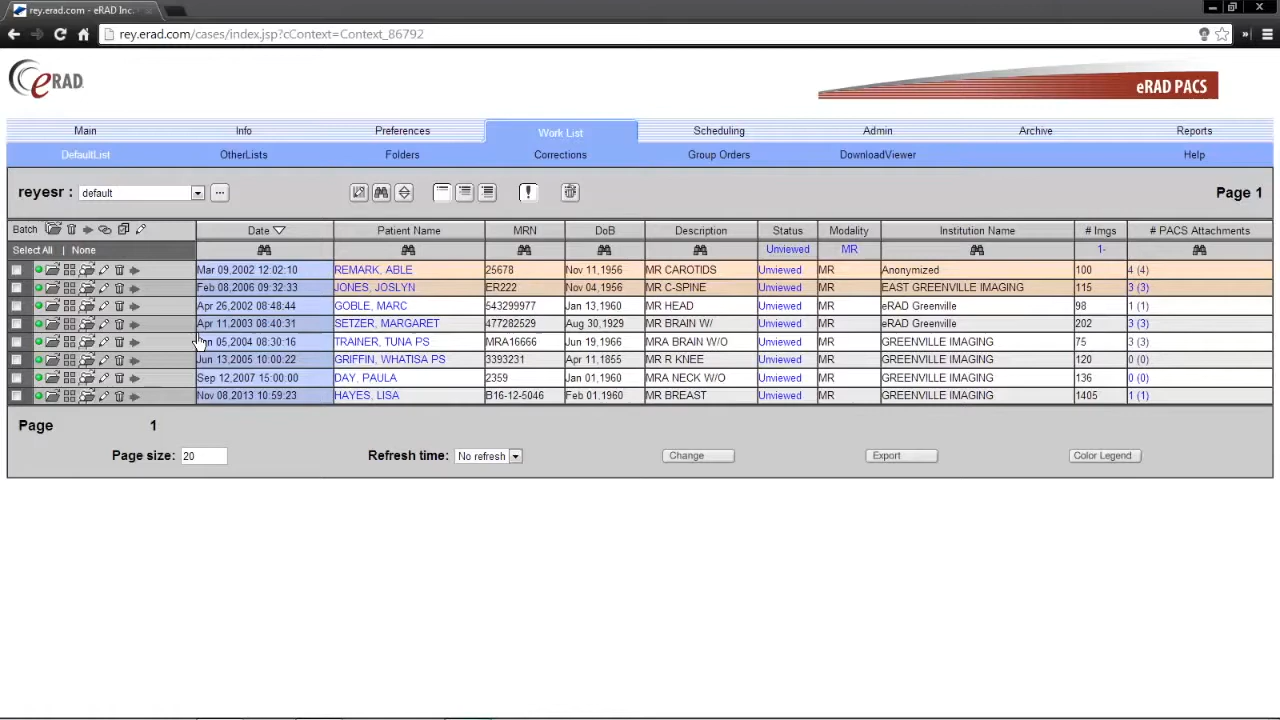 rey.erad.com - eRAD Inc.
rey.erad.com/cases/index.jsp?cContext=Context_86792
eRAD
eRAD PACS
Main Info Preferences Work List Scheduling Admin Archive Reports
DefaultList OtherLists Folders Corrections Group Orders DownloadViewer Help
reyesr : default ... Page 1
Batch Date Patient Name MRN DoB Description Status Modality Institution Name # Imgs # PACS Attachments
Select All | None Unviewed MR 1-
Mar 09,2002 12:02:10 REMARK, ABLE 25678 Nov 11,1956 MR CAROTIDS Unviewed MR Anonymized 100 4 (4)
Feb 08,2006 09:32:33 JONES, JOSLYN ER222 Nov 04,1956 MR C-SPINE Unviewed MR EAST GREENVILLE IMAGING 115 3 (3)
Apr 26,2002 08:48:44 GOBLE, MARC 543299977 Jan 13,1960 MR HEAD Unviewed MR eRAD Greenville 98 1 (1)
Apr 11,2003 08:40:31 SETZER, MARGARET 477282529 Aug 30,1929 MR BRAIN W/ Unviewed MR eRAD Greenville 202 3 (3)
05,2004 08:30:16 TRAINER, TUNA PS MRA16666 Jun 19,1966 MRA BRAIN W/O Unviewed MR GREENVILLE IMAGING 75 3 (3)
Jun 13,2005 10:00:22 GRIFFIN, WHATISA PS 3393231 Apr 11,1855 MR R KNEE Unviewed MR GREENVILLE IMAGING 120 0 (0)
Sep 12,2007 15:00:00 DAY, PAULA 2359 Jan 01,1960 MRA NECK W/O Unviewed MR GREENVILLE IMAGING 136 0 (0)
Nov 08,2013 10:59:23 HAYES, LISA B16-12-5046 Feb 01,1960 MR BREAST Unviewed MR GREENVILLE IMAGING 1405 1 (1)
Page 1
Page size: 20 Refresh time: No refresh Change Export Color Legend